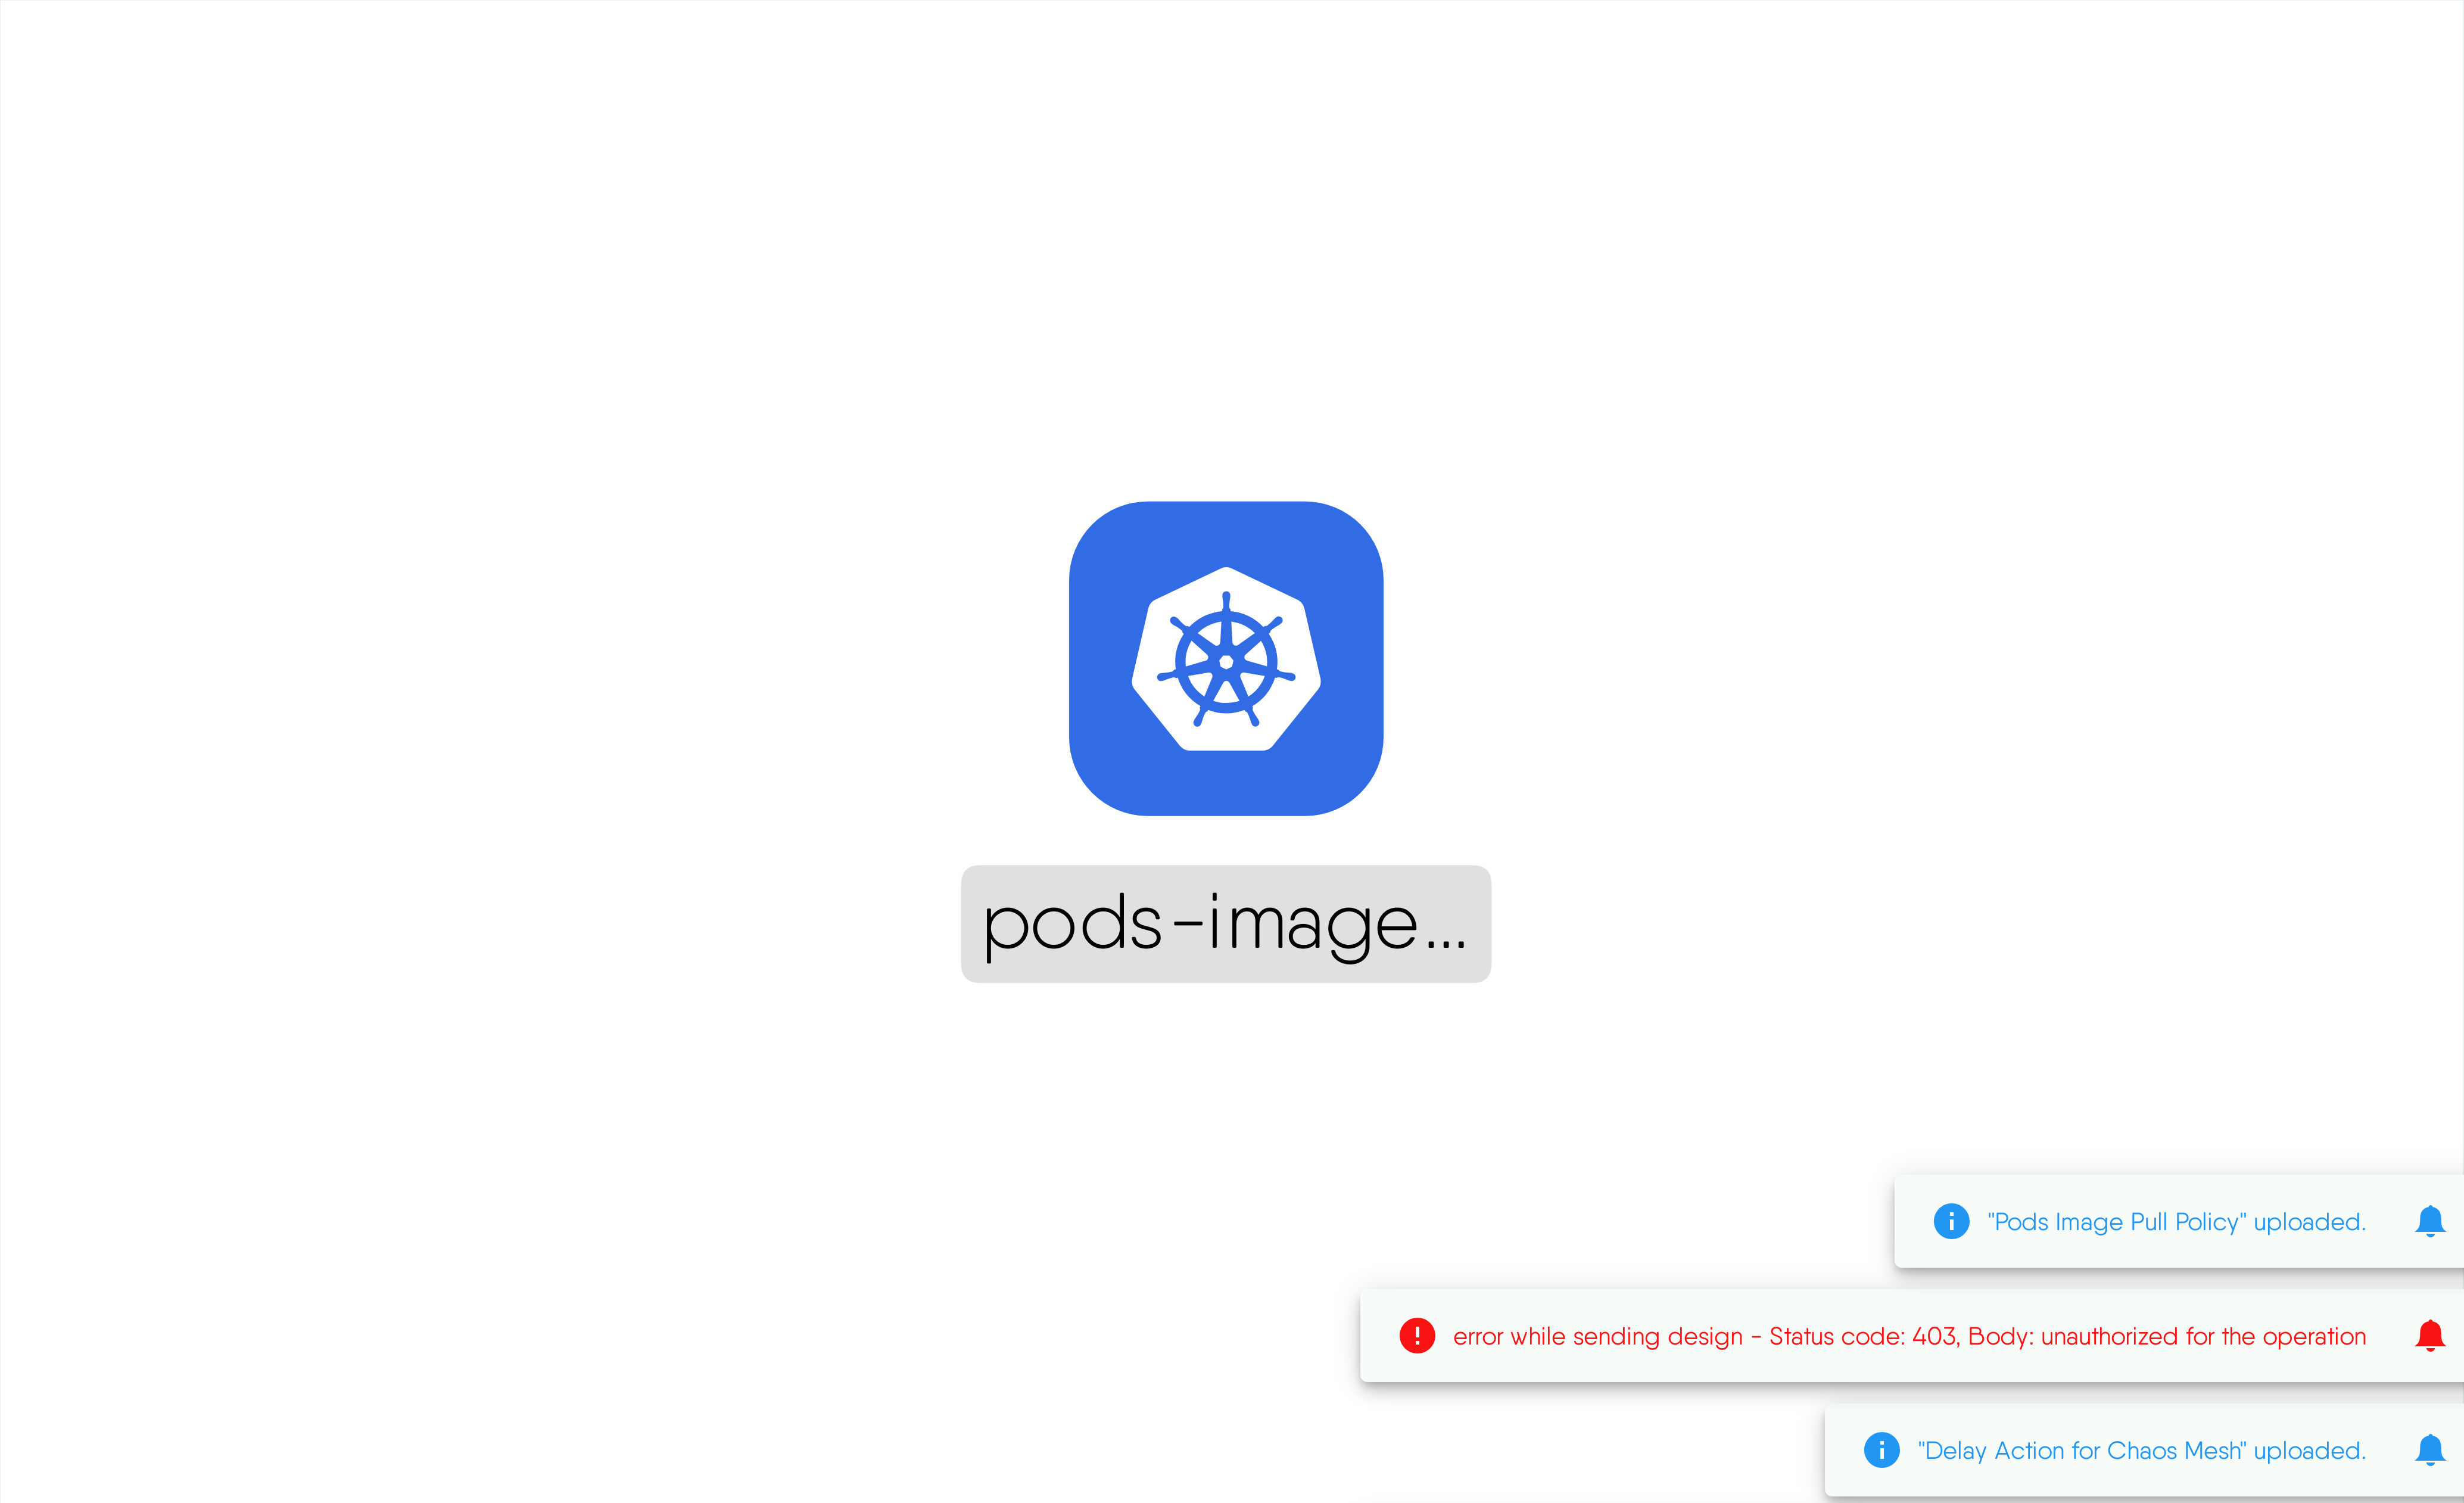 pods-image...
"Pods Image Pull Policy" uploaded.
error while sending design - Status code: 403, Body: unauthorized for the operation
"Delay Action for Chaos Mesh" uploaded.